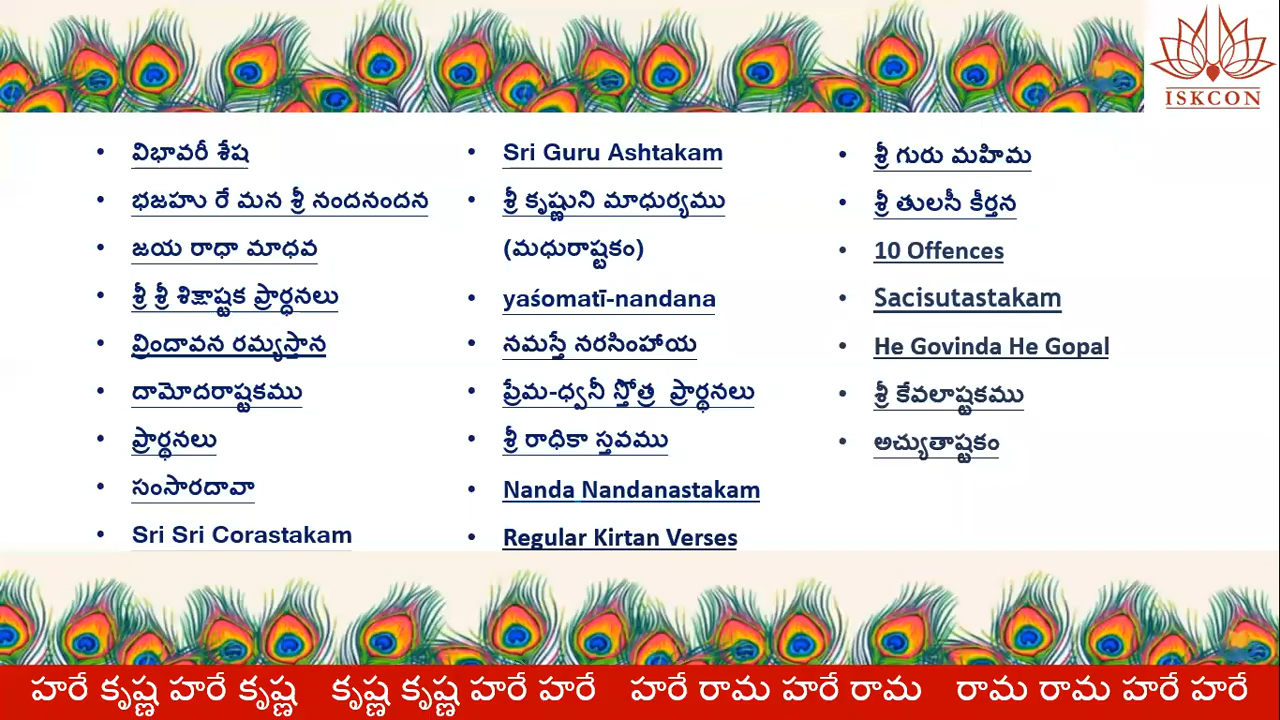 ISKCON
విభావరీ శేష
భజహు రే మన శ్రీ నందనందన
జయ రాధా మాధవ
శ్రీ శ్రీ శిక్షాష్టక ప్రార్థనలు
వ్రిందావన రమ్యస్తాన
దామోదరాష్టకము
ప్రార్థనలు
సంసారదావా
Sri Sri Corastakam
Sri Guru Ashtakam
శ్రీ కృష్ణుని మాధుర్యము
(మధురాష్టకం)
yaśomatī-nandana
నమస్తే నరసింహాయ
ప్రేమ-ధ్వనీ స్తోత్ర ప్రార్థనలు
శ్రీ రాధికా స్తవము
Nanda Nandanastakam
Regular Kirtan Verses
శ్రీ గురు మహిమ
శ్రీ తులసీ కీర్తన
10 Offences
Sacisutastakam
He Govinda He Gopal
శ్రీ కేవలాష్టకము
అచ్యుతాష్టకం
హరే కృష్ణ హరే కృష్ణ కృష్ణ కృష్ణ హరే హరే హరే రామ హరే రామ రామ రామ హరే హరే